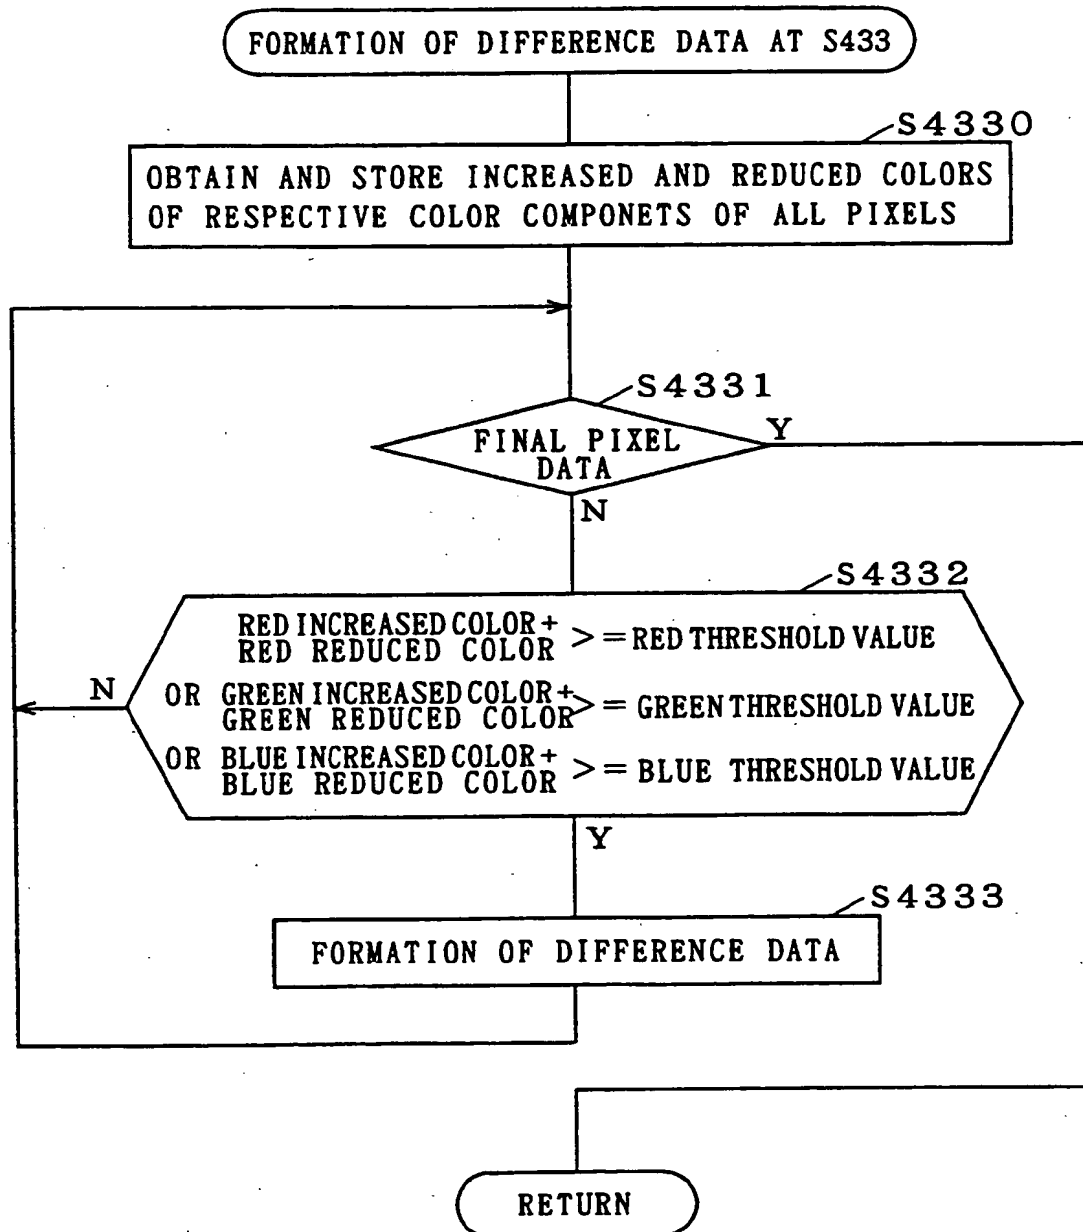 FORMATION OF DIFFERENCE DATA AT S433
S4330
OBTAIN AND STORE INCREASED AND REDUCED COLORS
OF RESPECTIVE COLOR COMPONETS OF ALL PIXELS
S4331
FINAL PIXEL
DATA
Y
N
S4332
RED INCREASED COLOR +
RED REDUCED COLOR >= RED THRESHOLD VALUE
N
OR GREEN INCREASED COLOR +
GREEN REDUCED COLOR >= GREEN THRESHOLD VALUE
OR BLUE INCREASED COLOR +
BLUE REDUCED COLOR >= BLUE THRESHOLD VALUE
Y
S4333
FORMATION OF DIFFERENCE DATA
RETURN